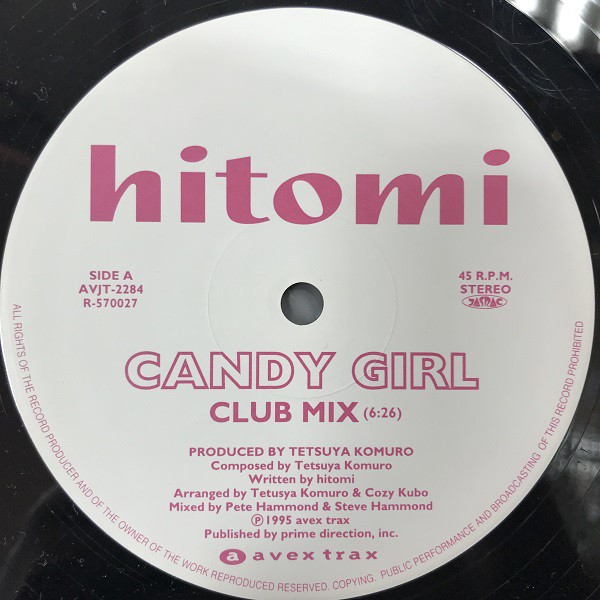 hitomi
SIDE A
AVJT-2284
R-570027
45 R.P.M.
STEREO
JASRAC
CANDY GIRL
CLUB MIX (6:26)
PRODUCED BY TETSUYA KOMURO
Composed by Tetsuya Komuro
Written by hitomi
Arranged by Tetusya Komuro & Cozy Kubo
Mixed by Pete Hammond & Steve Hammond
Ⓟ1995 avex trax
Published by prime direction, inc.
a avex trax
ALL RIGHTS OF THE RECORD PRODUCER AND OF THE OWNER OF THE WORK REPRODUCED RESERVED. COPYING. PUBLIC PERFORMANCE AND BROADCASTING OF THIS RECORD PROHIBITED